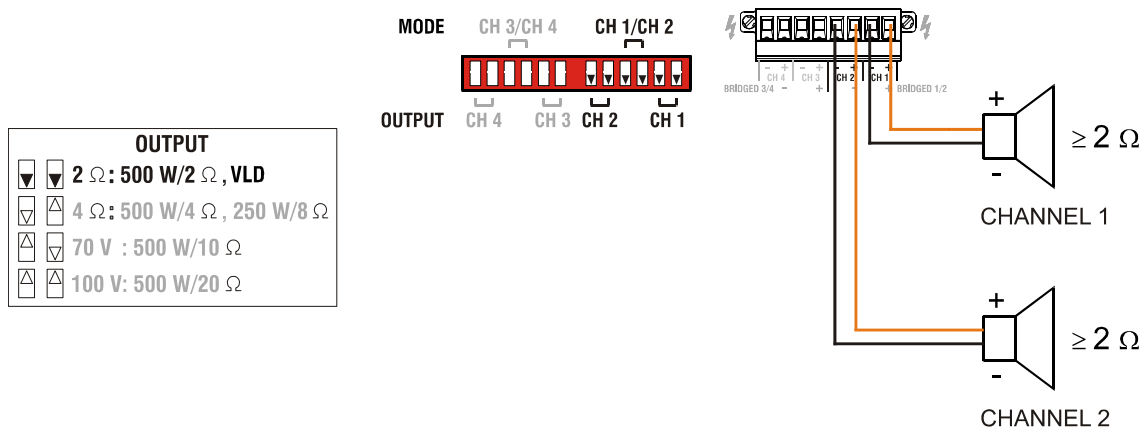 MODE CH 3/CH 4 CH 1/CH 2
OUTPUT CH 4 CH 3 CH 2 CH 1
OUTPUT
2 Ω: 500 W/2 Ω, VLD
4 Ω: 500 W/4 Ω, 250 W/8 Ω
70 V : 500 W/10 Ω
100 V: 500 W/20 Ω
- + - + - + - +
CH 4 CH 3 CH 2 CH 1
BRIDGED 3/4 - + - + BRIDGED 1/2
+
≥ 2 Ω
-
CHANNEL 1
+
≥ 2 Ω
-
CHANNEL 2